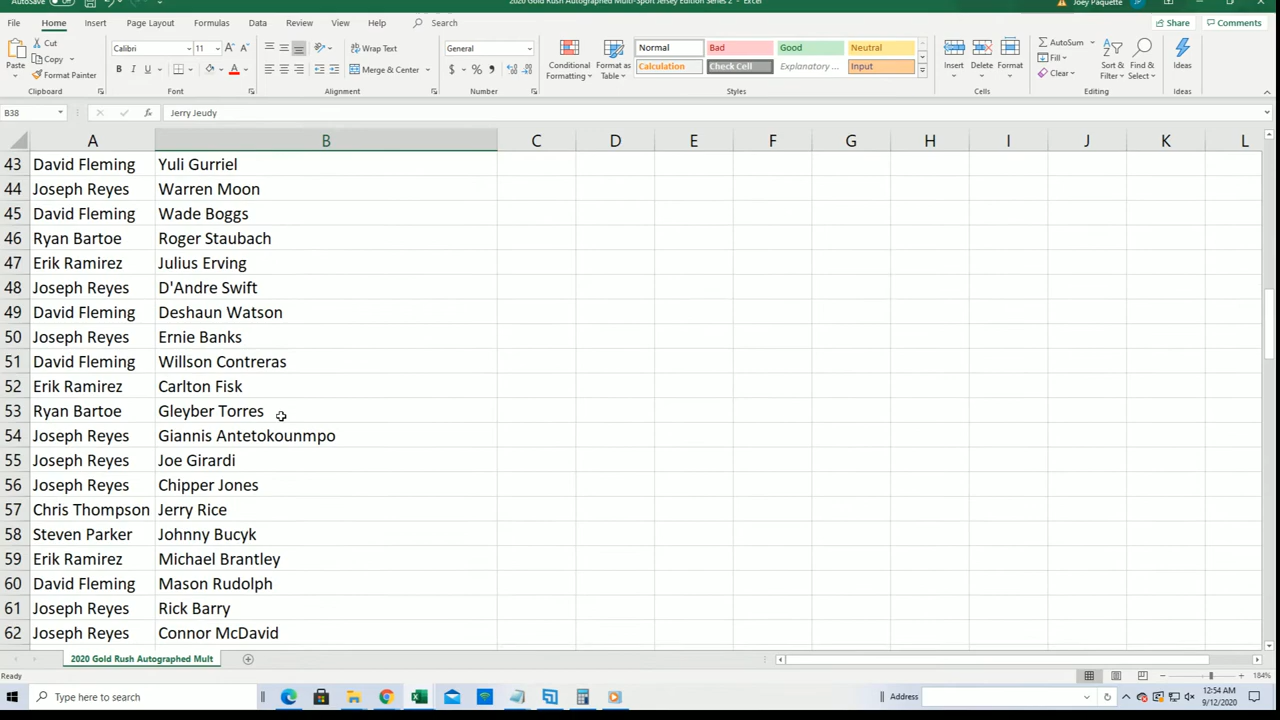 AutoSave
2020 Gold Rush Autographed Multi-Sport Jersey Edition Series 2 - Excel
Joey Paquette
File Home Insert Page Layout Formulas Data Review View Help Search Share Comments
Paste Cut Copy Format Painter Clipboard
Calibri 11 A A B I U A Font
Wrap Text Merge & Center Alignment
General $ % , Number
Conditional Formatting Format as Table
Normal Bad Good Neutral
Calculation Check Cell Explanatory ... Input
Styles
Insert Delete Format Cells
AutoSum Fill Clear Sort & Filter Find & Select Editing
Ideas Ideas
B38 fx Jerry Jeudy
A B C D E F G H I J K L
43 David Fleming Yuli Gurriel
44 Joseph Reyes Warren Moon
45 David Fleming Wade Boggs
46 Ryan Bartoe Roger Staubach
47 Erik Ramirez Julius Erving
48 Joseph Reyes D'Andre Swift
49 David Fleming Deshaun Watson
50 Joseph Reyes Ernie Banks
51 David Fleming Willson Contreras
52 Erik Ramirez Carlton Fisk
53 Ryan Bartoe Gleyber Torres
54 Joseph Reyes Giannis Antetokounmpo
55 Joseph Reyes Joe Girardi
56 Joseph Reyes Chipper Jones
57 Chris Thompson Jerry Rice
58 Steven Parker Johnny Bucyk
59 Erik Ramirez Michael Brantley
60 David Fleming Mason Rudolph
61 Joseph Reyes Rick Barry
62 Joseph Reyes Connor McDavid
2020 Gold Rush Autographed Mult
Ready 184%
Type here to search Address 12:54 AM
9/12/2020